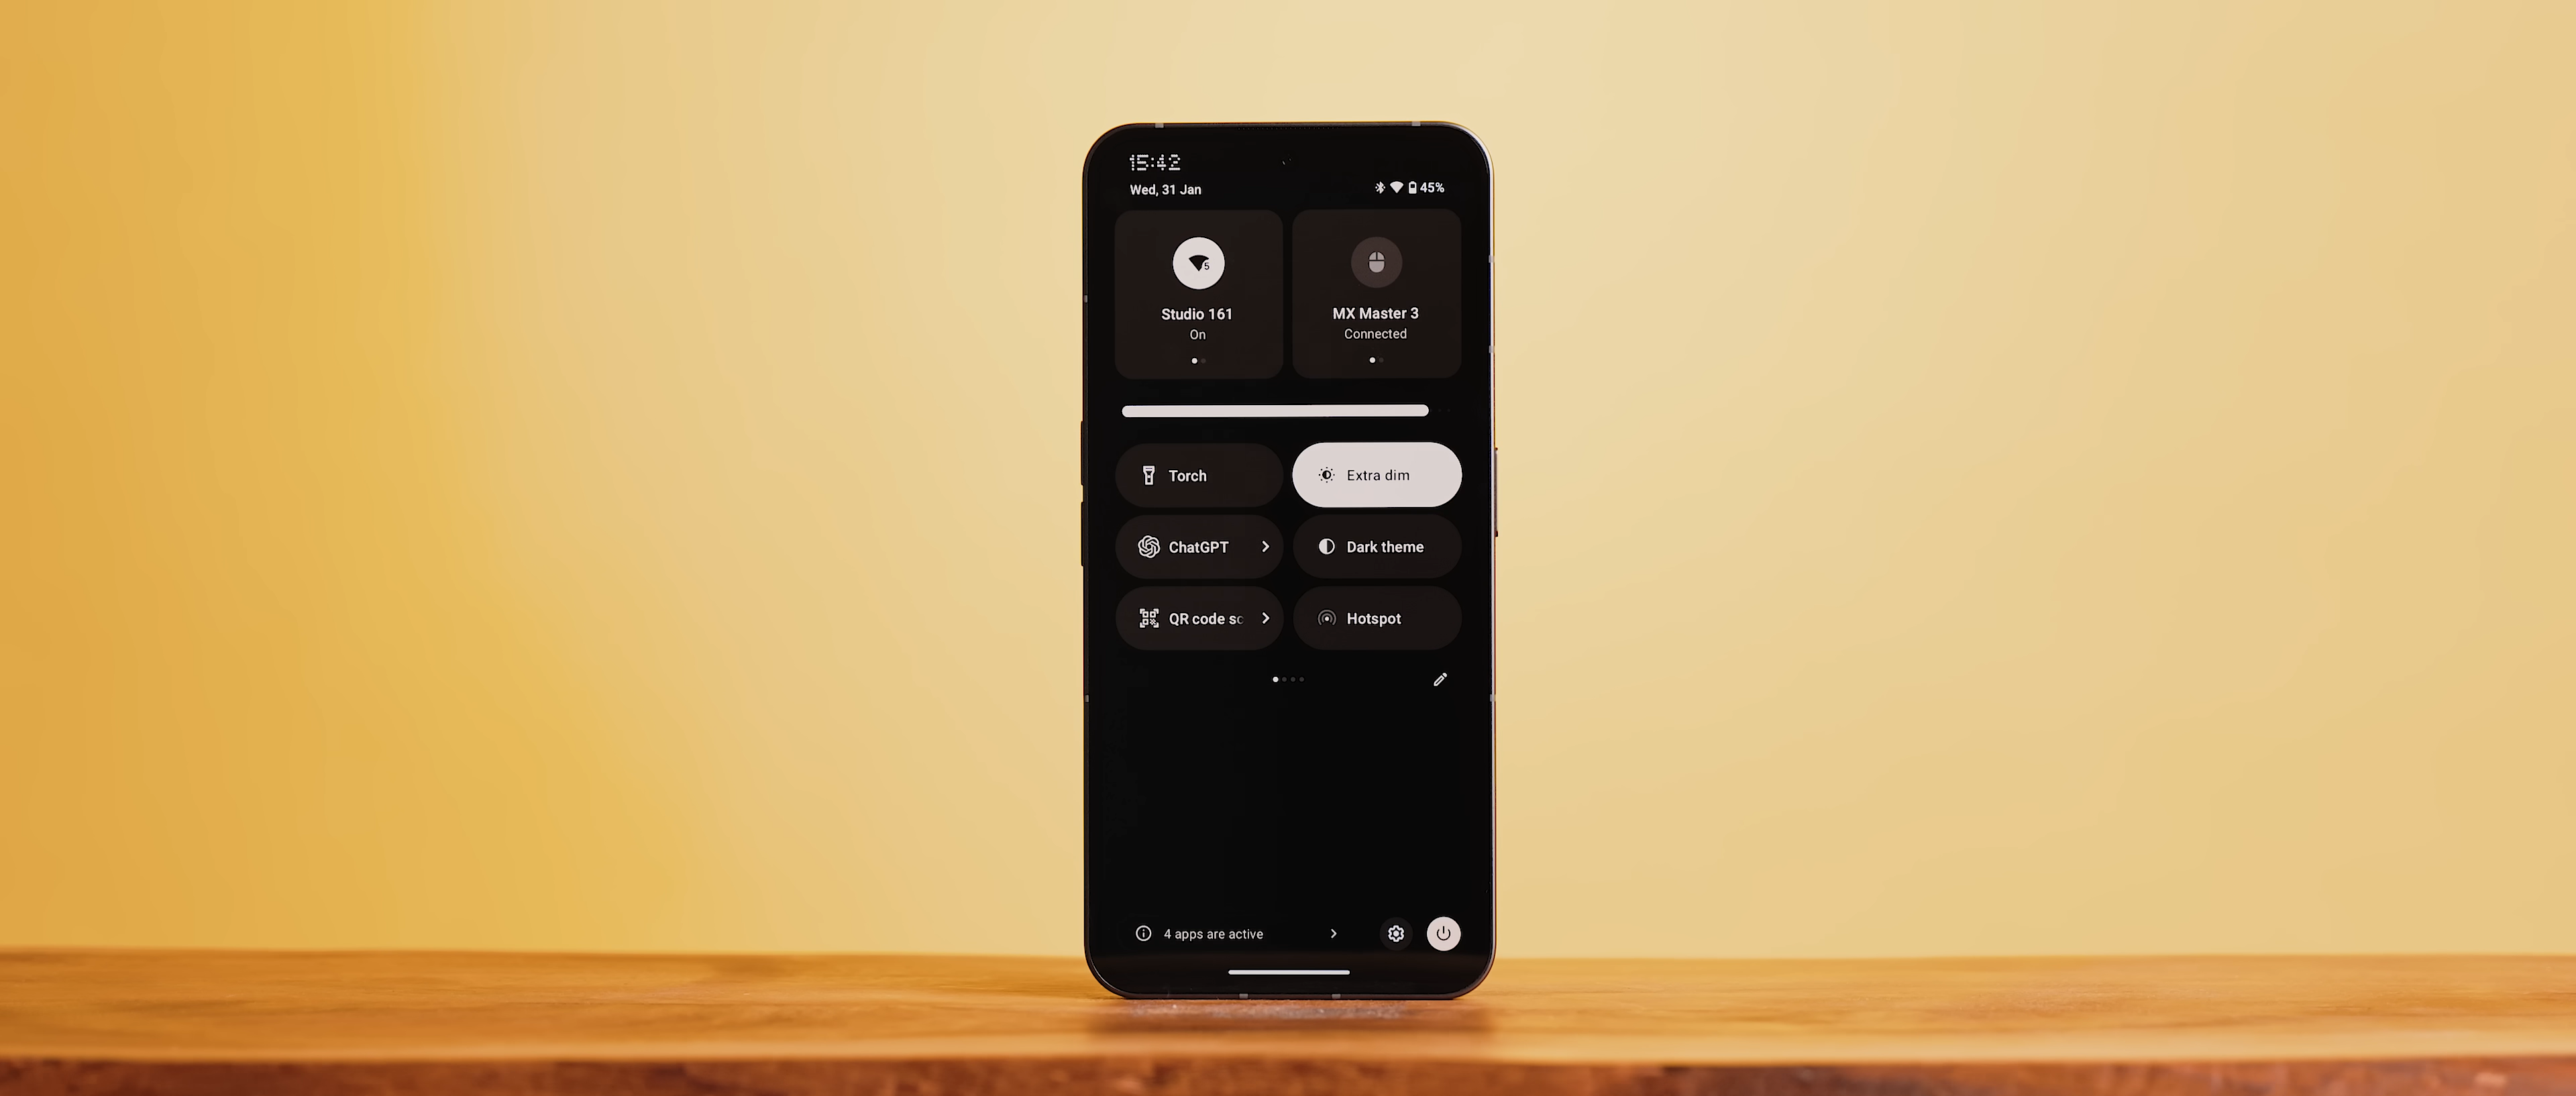 15:42
Wed, 31 Jan
45%
5
Studio 161
On
MX Master 3
Connected
Torch
Extra dim
ChatGPT
Dark theme
QR code sc
Hotspot
4 apps are active